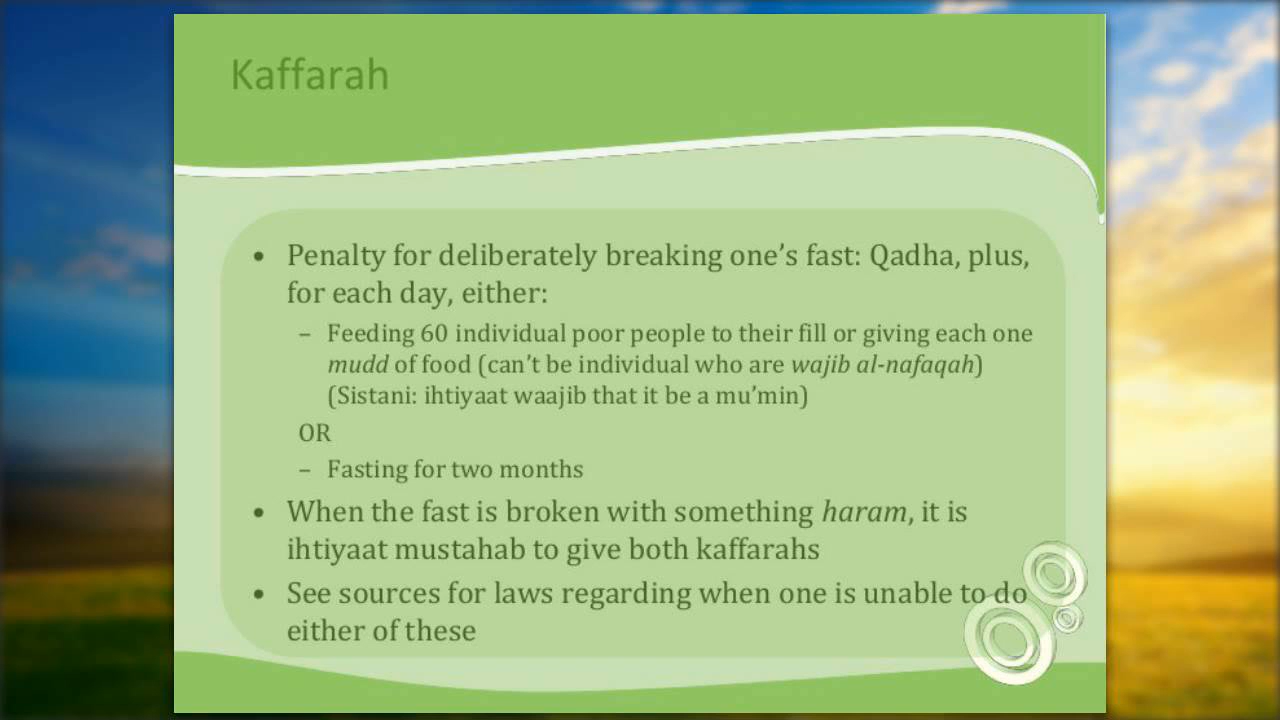 Kaffarah
• Penalty for deliberately breaking one’s fast: Qadha, plus,
for each day, either:
– Feeding 60 individual poor people to their fill or giving each one
mudd of food (can’t be individual who are wajib al-nafaqah)
(Sistani: ihtiyaat waajib that it be a mu’min)
OR
– Fasting for two months
• When the fast is broken with something haram, it is
ihtiyaat mustahab to give both kaffarahs
• See sources for laws regarding when one is unable to do
either of these